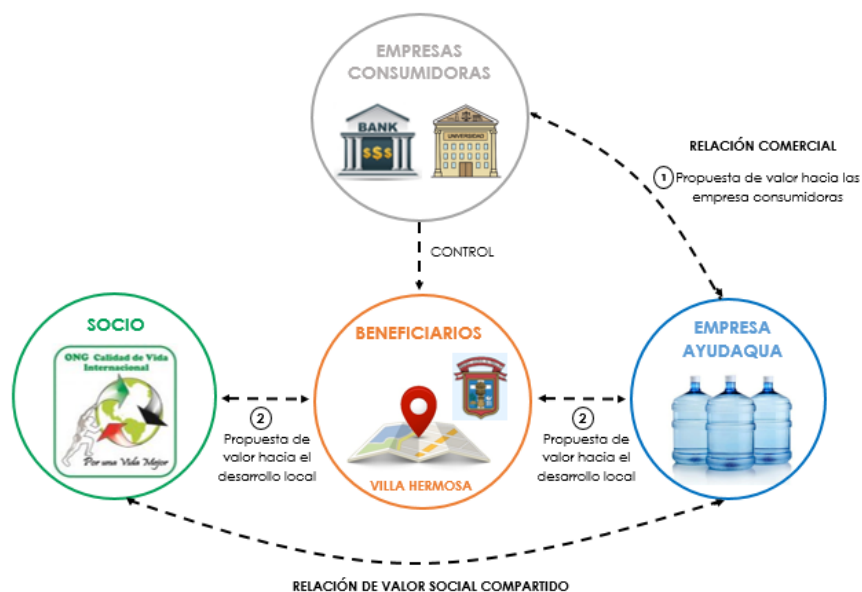 EMPRESAS
CONSUMIDORAS
BANK
$$$
UNIVERSIDAD
RELACIÓN COMERCIAL
1 Propuesta de valor hacia las
empresa consumidoras
CONTROL
SOCIO
ONG Calidad de Vida
Internacional
Por una Vida Mejor
BENEFICIARIOS
VILLA HERMOSA
EMPRESA
AYUDAQUA
2
Propuesta de
valor hacia el
desarrollo local
2
Propuesta de
valor hacia el
desarrollo local
RELACIÓN DE VALOR SOCIAL COMPARTIDO